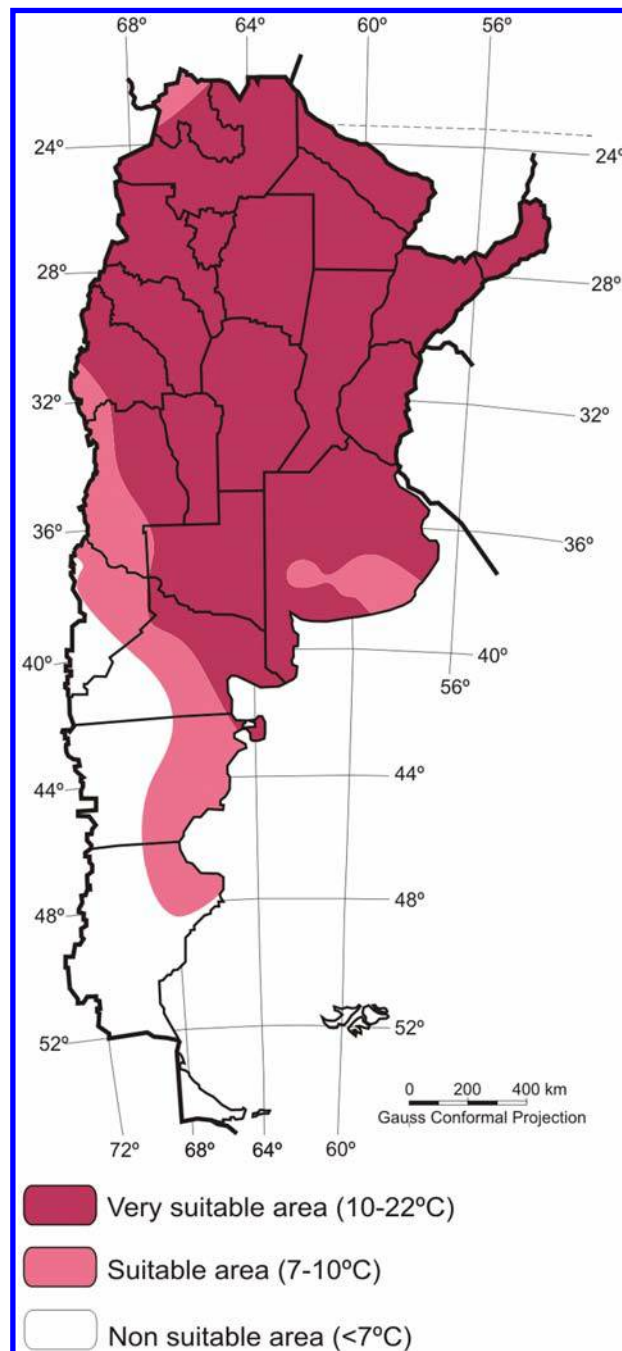 68º 64º 60º 56º
24º 24º
28º 28º
32º 32º
36º 36º
40º 40º
56º
44º 44º
48º 48º
52º 52º
0 200 400 km
Gauss Conformal Projection
72º 68º 64º 60º
Very suitable area (10-22ºC)
Suitable area (7-10ºC)
Non suitable area (<7ºC)